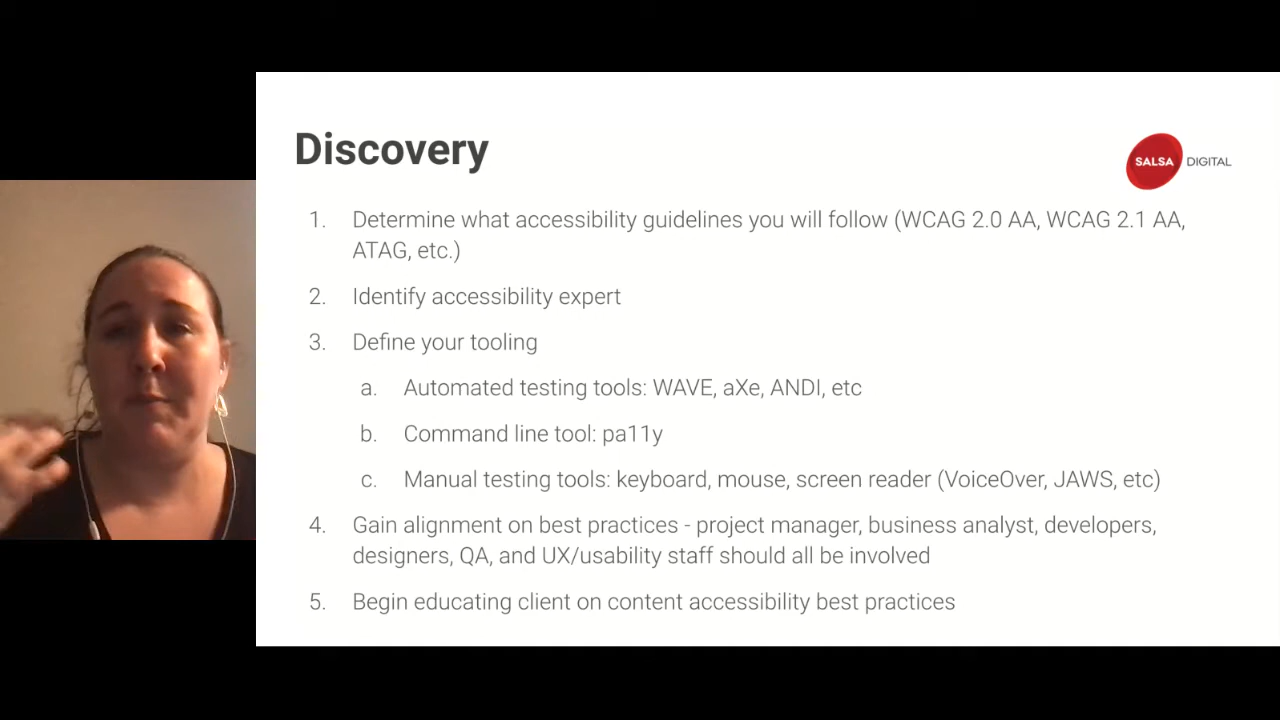 Discovery
SALSA DIGITAL
1. Determine what accessibility guidelines you will follow (WCAG 2.0 AA, WCAG 2.1 AA,
ATAG, etc.)
2. Identify accessibility expert
3. Define your tooling
a. Automated testing tools: WAVE, aXe, ANDI, etc
b. Command line tool: pa11y
c. Manual testing tools: keyboard, mouse, screen reader (VoiceOver, JAWS, etc)
4. Gain alignment on best practices - project manager, business analyst, developers,
designers, QA, and UX/usability staff should all be involved
5. Begin educating client on content accessibility best practices